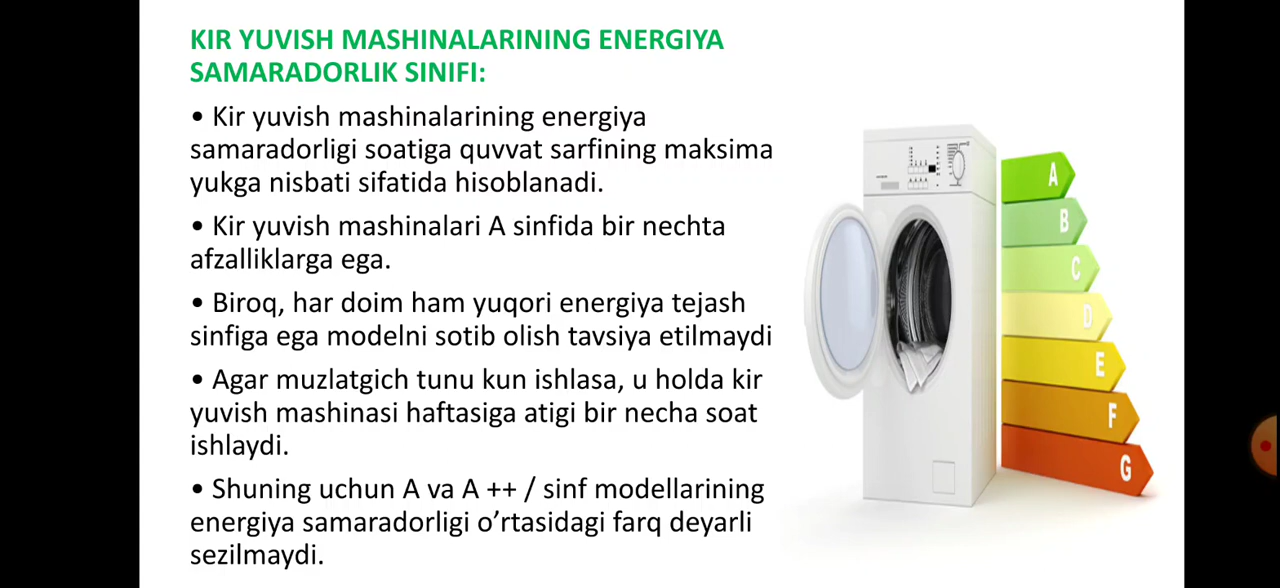 KIR YUVISH MASHINALARINING ENERGIYA
SAMARADORLIK SINIFI:
• Kir yuvish mashinalarining energiya
samaradorligi soatiga quvvat sarfining maksima
yukga nisbati sifatida hisoblanadi.
• Kir yuvish mashinalari A sinfida bir nechta
afzalliklarga ega.
• Biroq, har doim ham yuqori energiya tejash
sinfiga ega modelni sotib olish tavsiya etilmaydi
• Agar muzlatgich tunu kun ishlasa, u holda kir
yuvish mashinasi haftasiga atigi bir necha soat
ishlaydi.
• Shuning uchun A va A ++ / sinf modellarining
energiya samaradorligi o’rtasidagi farq deyarli
sezilmaydi.
A
B
C
D
E
F
G